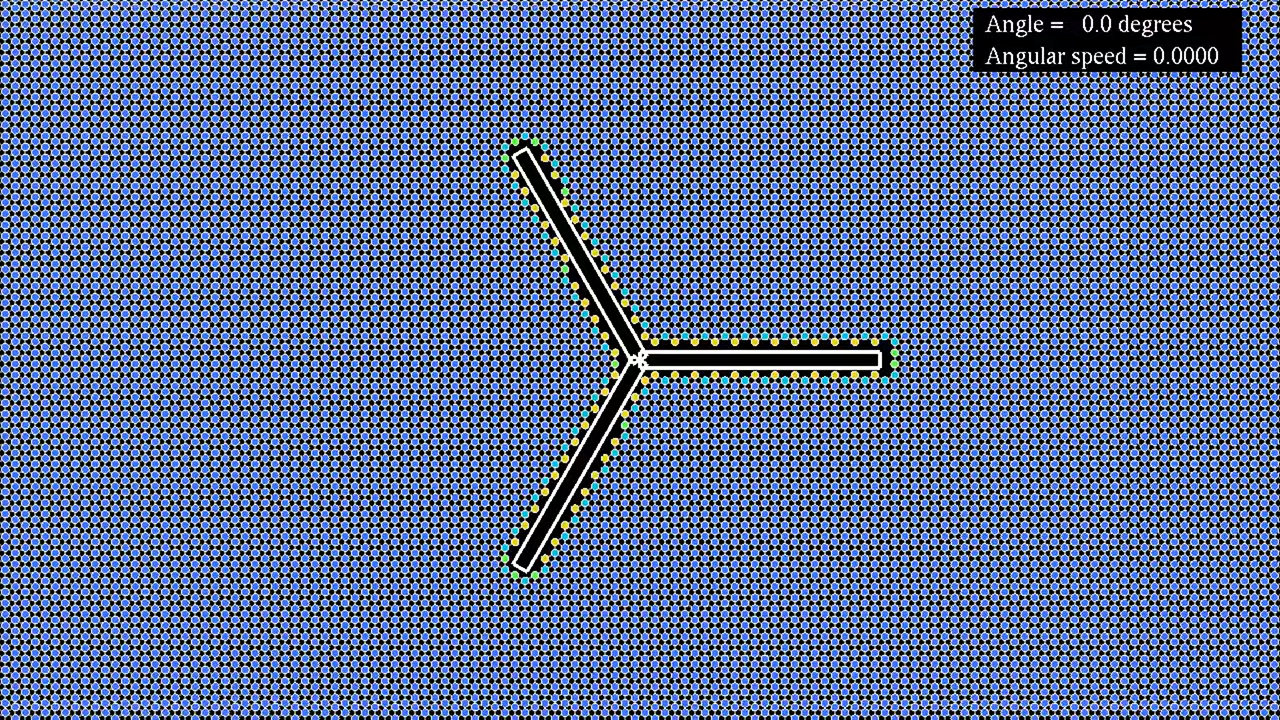 Angle =   0.0 degrees
Angular speed = 0.0000